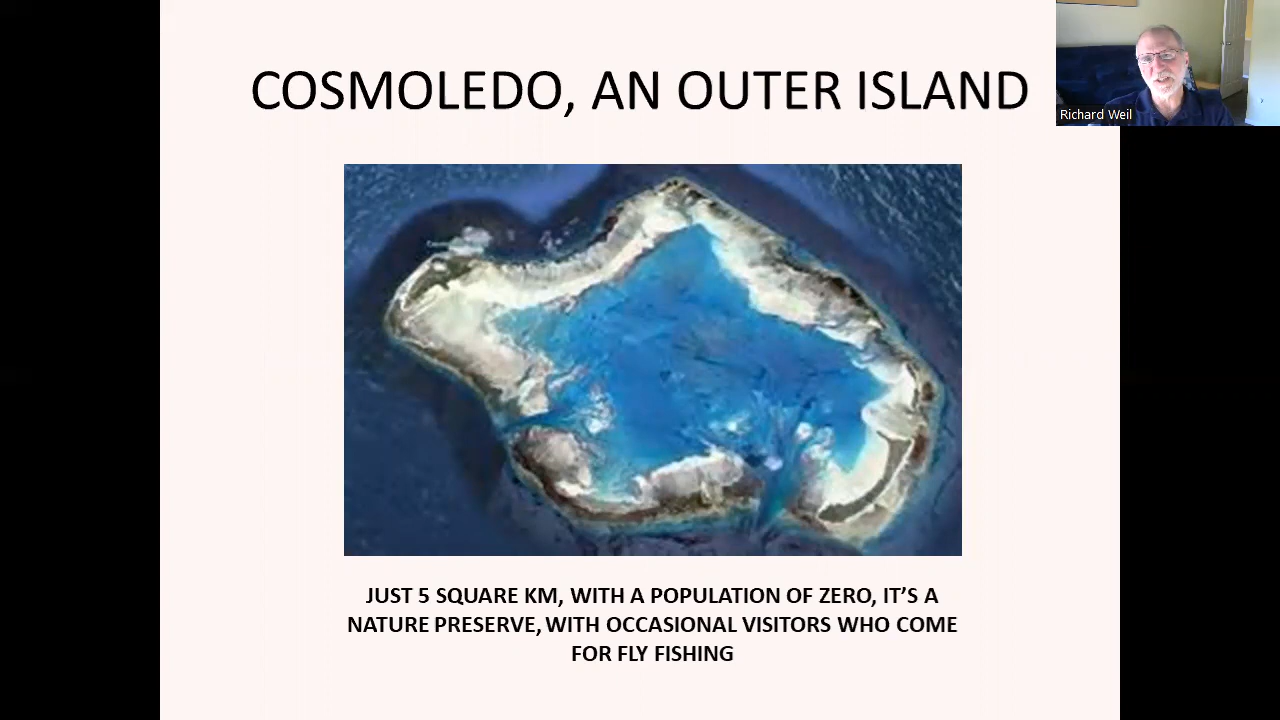 COSMOLEDO, AN OUTER ISLAND
Richard Weil
JUST 5 SQUARE KM, WITH A POPULATION OF ZERO, IT’S A
NATURE PRESERVE, WITH OCCASIONAL VISITORS WHO COME
FOR FLY FISHING